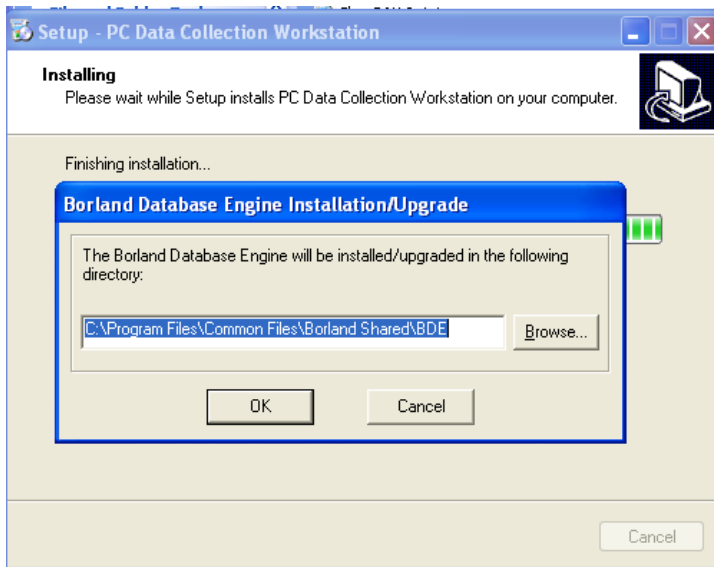 Setup - PC Data Collection Workstation
Installing
Please wait while Setup installs PC Data Collection Workstation on your computer.
Finishing installation...
Borland Database Engine Installation/Upgrade
The Borland Database Engine will be installed/upgraded in the following
directory:
C:\Program Files\Common Files\Borland Shared\BDE
Browse...
OK
Cancel
Cancel